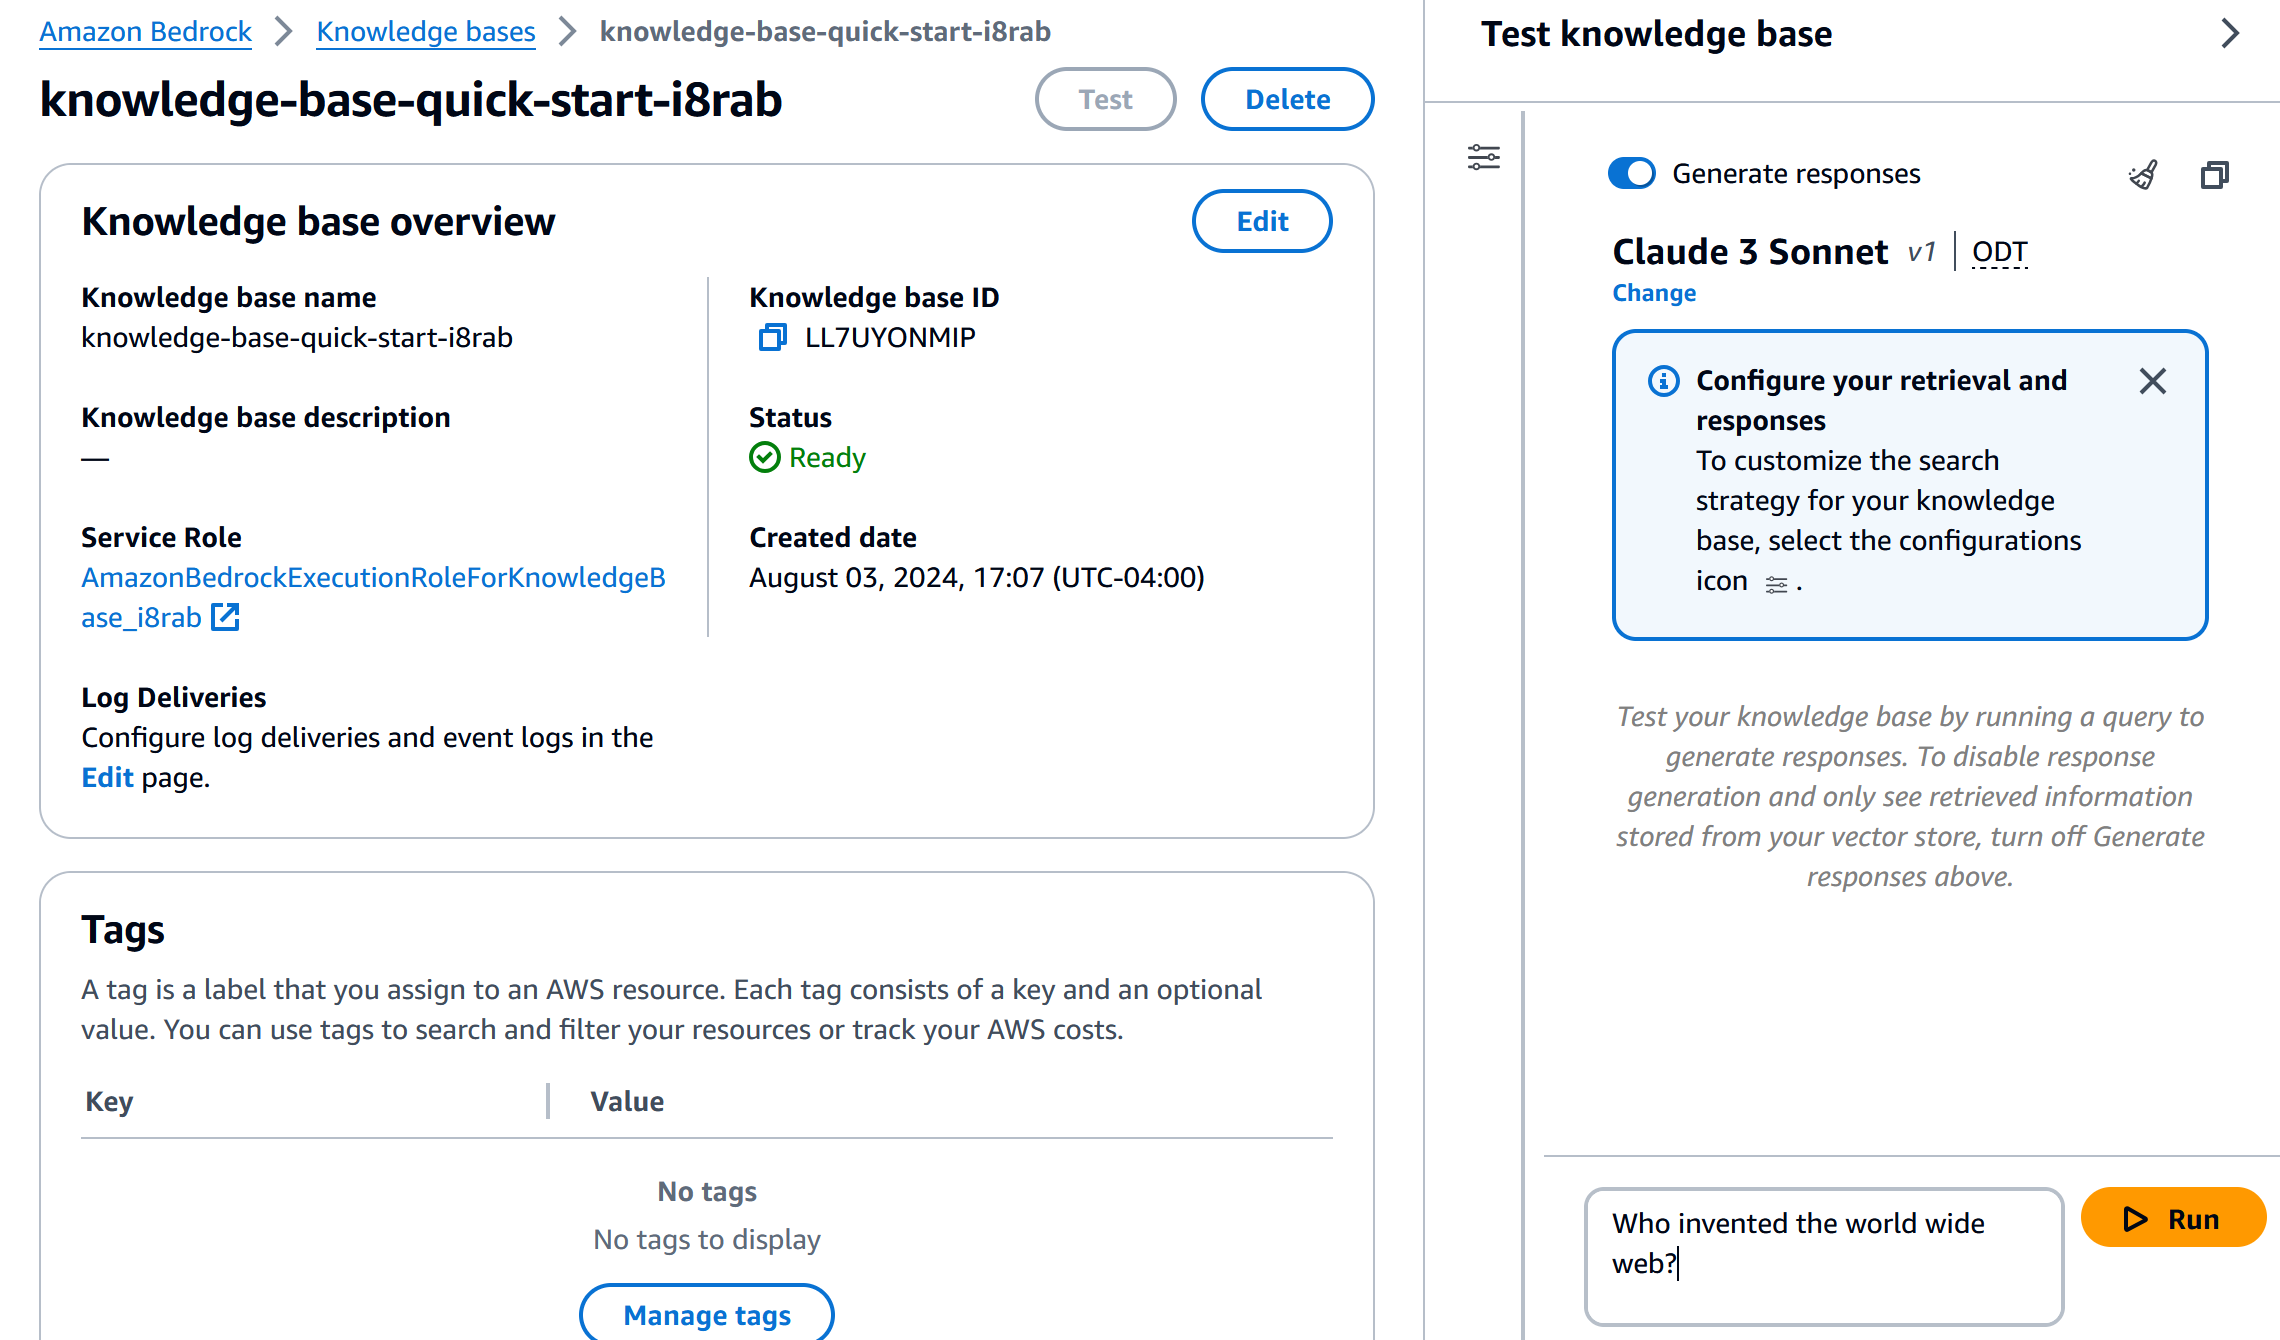 Amazon Bedrock > Knowledge bases > knowledge-base-quick-start-i8rab
knowledge-base-quick-start-i8rab
Test
Delete
Knowledge base overview
Edit
Knowledge base name
knowledge-base-quick-start-i8rab
Knowledge base description
—
Service Role
AmazonBedrockExecutionRoleForKnowledgeB
ase_i8rab
Log Deliveries
Configure log deliveries and event logs in the
Edit page.
Knowledge base ID
LL7UYONMIP
Status
Ready
Created date
August 03, 2024, 17:07 (UTC-04:00)
Tags
A tag is a label that you assign to an AWS resource. Each tag consists of a key and an optional
value. You can use tags to search and filter your resources or track your AWS costs.
Key
Value
No tags
No tags to display
Manage tags
Test knowledge base
Generate responses
Claude 3 Sonnet v1 | ODT
Change
Configure your retrieval and
responses
To customize the search
strategy for your knowledge
base, select the configurations
icon .
Test your knowledge base by running a query to
generate responses. To disable response
generation and only see retrieved information
stored from your vector store, turn off Generate
responses above.
Who invented the world wide
web?
Run